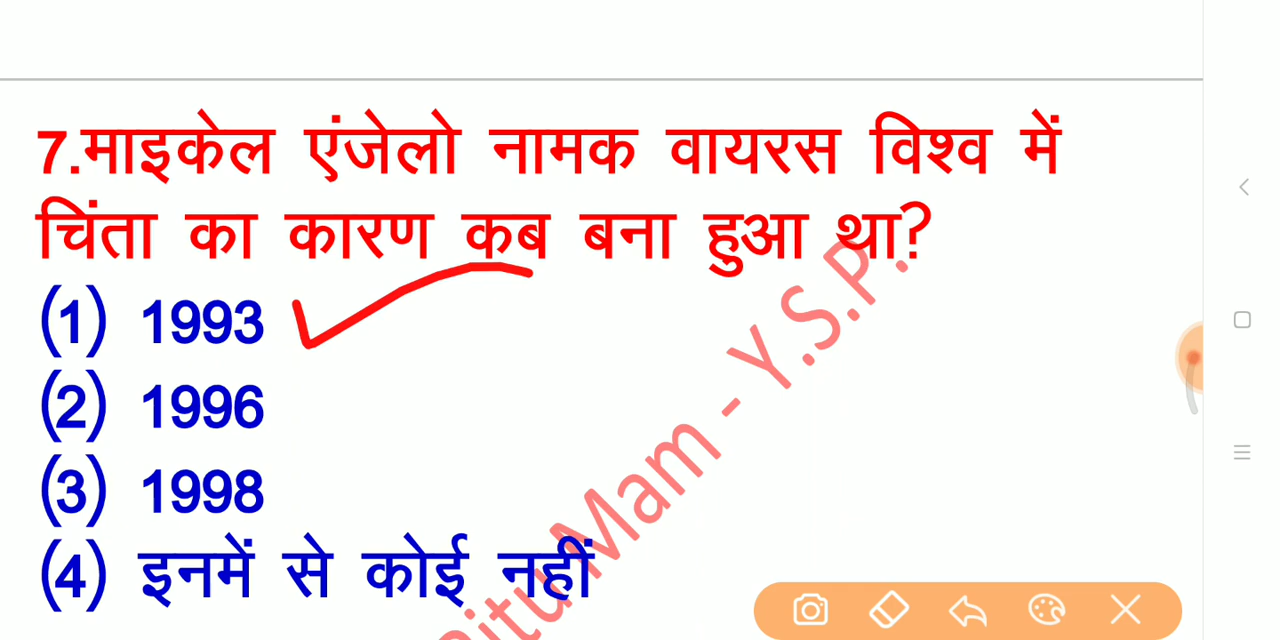 7.माइकेल एंजेलो नामक वायरस विश्व में
चिंता का कारण कब बना हुआ था?
(1) 1993
(2) 1996
(3) 1998
(4) इनमें से कोई नहीं
Mam - Y.S.P.